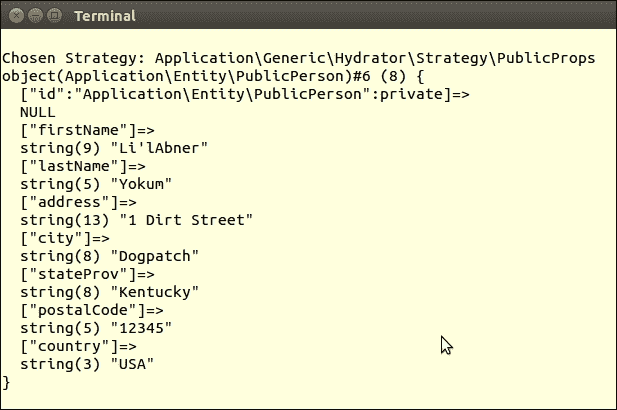 Terminal
Chosen Strategy: Application\Generic\Hydrator\Strategy\PublicProps
object(Application\Entity\PublicPerson)#6 (8) {
  ["id":"Application\Entity\PublicPerson":private]=>
  NULL
  ["firstName"]=>
  string(9) "Li'lAbner"
  ["lastName"]=>
  string(5) "Yokum"
  ["address"]=>
  string(13) "1 Dirt Street"
  ["city"]=>
  string(8) "Dogpatch"
  ["stateProv"]=>
  string(8) "Kentucky"
  ["postalCode"]=>
  string(5) "12345"
  ["country"]=>
  string(3) "USA"
}